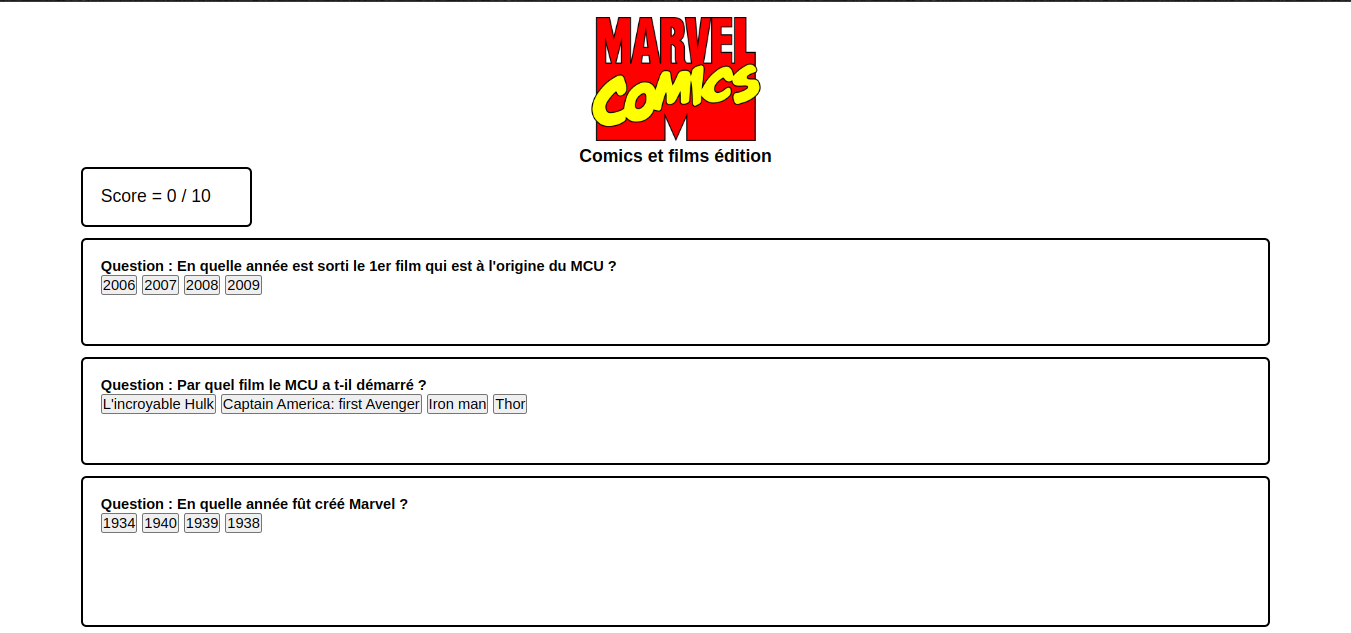 MARVEL
COMICS
Comics et films édition
Score = 0 / 10
Question : En quelle année est sorti le 1er film qui est à l'origine du MCU ?
2006 2007 2008 2009
Question : Par quel film le MCU a t-il démarré ?
L'incroyable Hulk Captain America: first Avenger Iron man Thor
Question : En quelle année fût créé Marvel ?
1934 1940 1939 1938